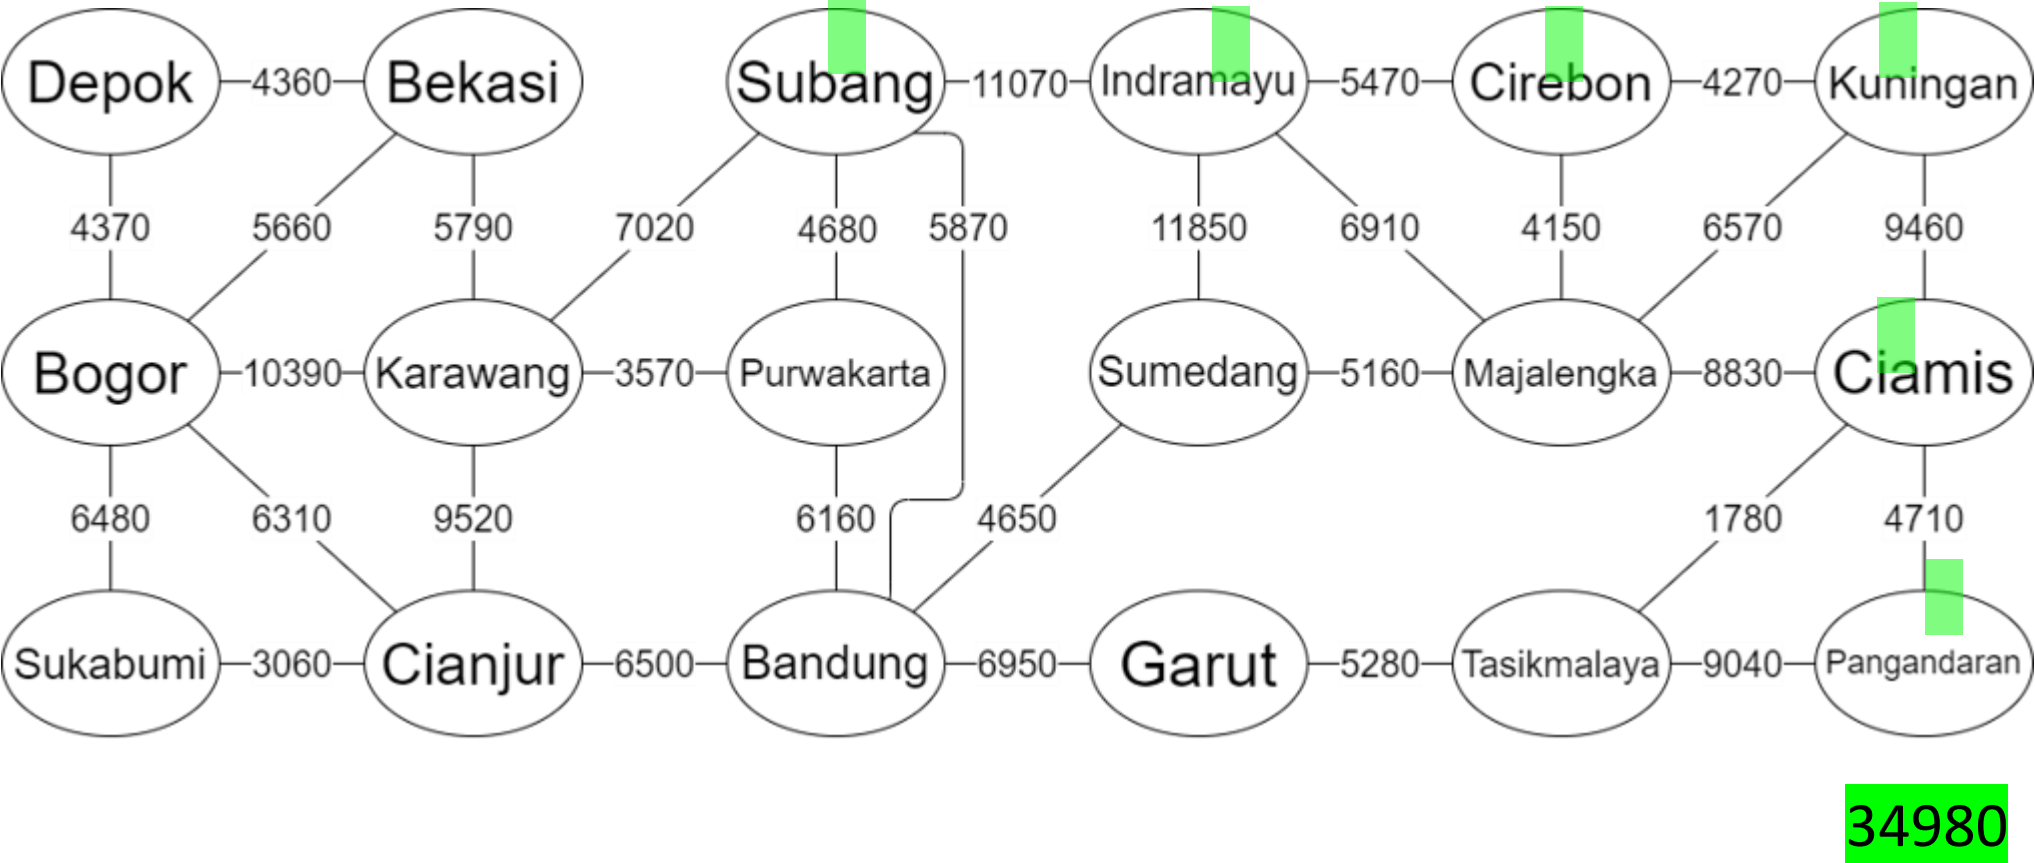 Depok 4360 Bekasi Subang 11070 Indramayu 5470 Cirebon 4270 Kuningan
4370 5660 5790 7020 4680 5870 11850 6910 4150 6570 9460
Bogor 10390 Karawang 3570 Purwakarta Sumedang 5160 Majalengka 8830 Ciamis
6480 6310 9520 6160 4650 1780 4710
Sukabumi 3060 Cianjur 6500 Bandung 6950 Garut 5280 Tasikmalaya 9040 Pangandaran
34980